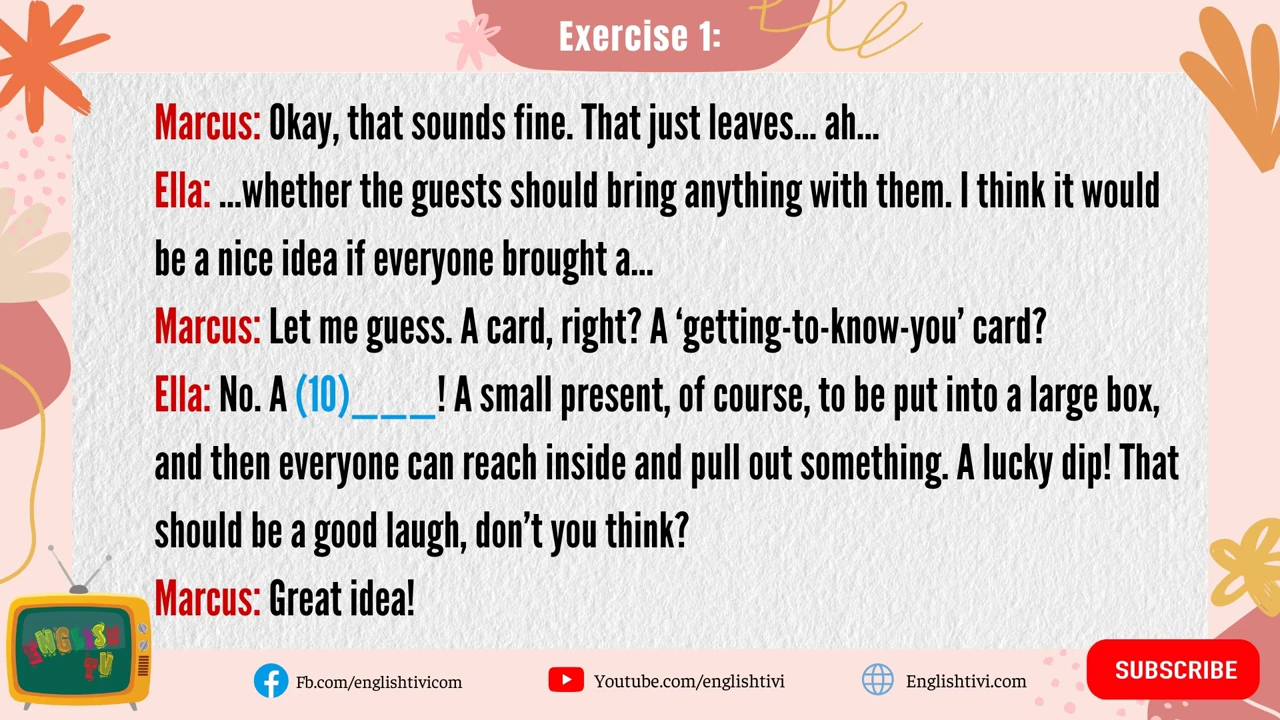 Exercise 1:
Marcus: Okay, that sounds fine. That just leaves... ah...
Ella: ...whether the guests should bring anything with them. I think it would
be a nice idea if everyone brought a...
Marcus: Let me guess. A card, right? A ‘getting-to-know-you’ card?
Ella: No. A (10)___! A small present, of course, to be put into a large box,
and then everyone can reach inside and pull out something. A lucky dip! That
should be a good laugh, don’t you think?
Marcus: Great idea!
ENGLISH
TV
Fb.com/englishtivicom
Youtube.com/englishtivi
Englishtivi.com
SUBSCRIBE